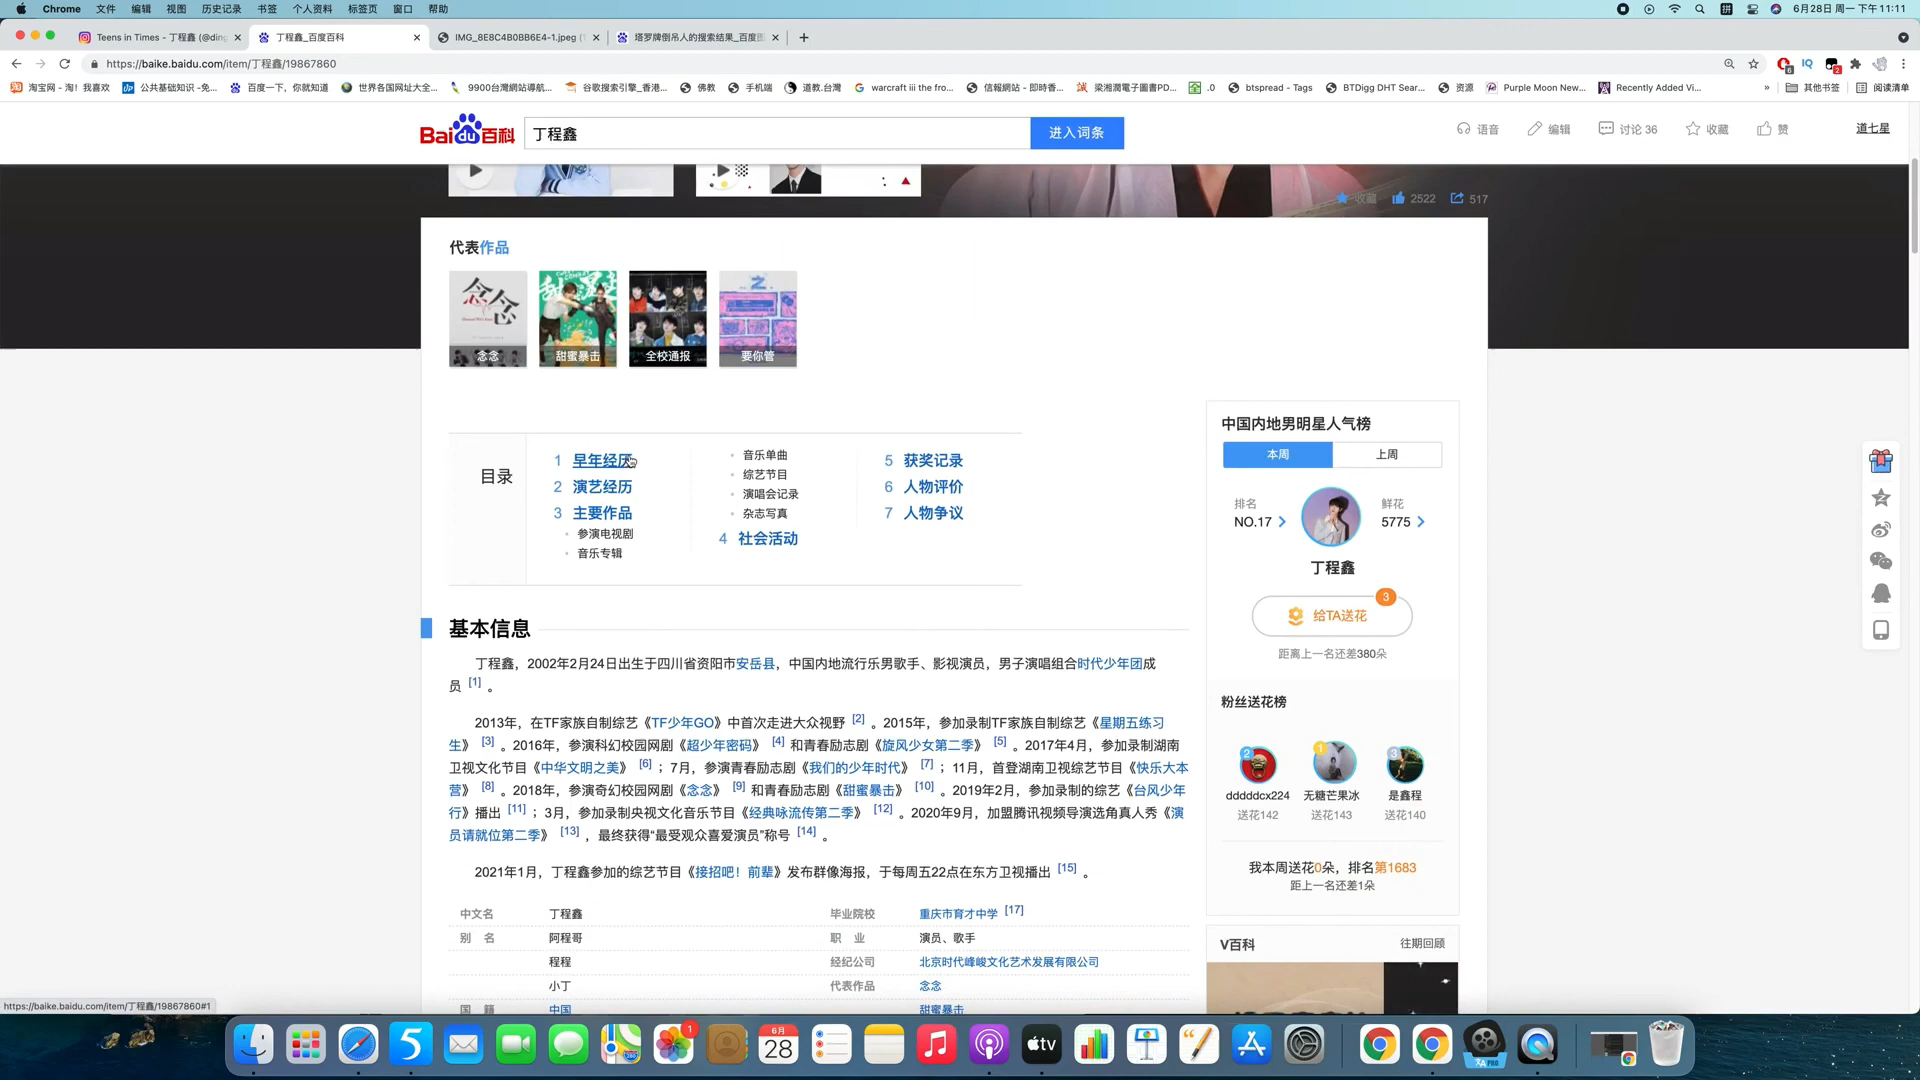 Chrome 文件 编辑 视图 历史记录 书签 个人资料 标签页 窗口 帮助 6月28日 周一 下午11:11
Teens in Times - 丁程鑫 (@ding
丁程鑫_百度百科
IMG_8E8C4B0BB6E4-1.jpeg (
塔罗牌倒吊人的搜索结果_百度图
https://baike.baidu.com/item/丁程鑫/19867860
淘宝网 - 淘！我喜欢 公共基础知识 -免... 百度一下，你就知道 世界各国网址大全... 9900台灣網站導航... 谷歌搜索引擎_香港... 佛教 手机端 道教.台灣 warcraft iii the fro... 信報網站 - 即時香... 梁湘潤電子圖書PD... .0 btspread - Tags BTDigg DHT Sear... 资源 Purple Moon New... Recently Added Vi... » 其他书签 阅读清单
Bai du 百科
丁程鑫
进入词条
语音 编辑 讨论 36 收藏 赞
道七星
收藏 2522 517
代表作品
念念
甜蜜暴击
全校通报
要你管
目录
1 早年经历
2 演艺经历
3 主要作品
参演电视剧
音乐专辑
音乐单曲
综艺节目
演唱会记录
杂志写真
4 社会活动
5 获奖记录
6 人物评价
7 人物争议
基本信息
丁程鑫，2002年2月24日出生于四川省资阳市安岳县，中国内地流行乐男歌手、影视演员，男子演唱组合时代少年团成
员 [1] 。
2013年，在TF家族自制综艺《TF少年GO》中首次走进大众视野 [2] 。2015年，参加录制TF家族自制综艺《星期五练习
生》 [3] 。2016年，参演科幻校园网剧《超少年密码》 [4] 和青春励志剧《旋风少女第二季》 [5] 。2017年4月，参加录制湖南
卫视文化节目《中华文明之美》 [6] ；7月，参演青春励志剧《我们的少年时代》 [7] ；11月，首登湖南卫视综艺节目《快乐大本
营》 [8] 。2018年，参演奇幻校园网剧《念念》 [9] 和青春励志剧《甜蜜暴击》 [10] 。2019年2月，参加录制的综艺《台风少年
行》播出 [11] ；3月，参加录制央视文化音乐节目《经典咏流传第二季》 [12] 。2020年9月，加盟腾讯视频导演选角真人秀《演
员请就位第二季》 [13] ，最终获得“最受观众喜爱演员”称号 [14] 。
2021年1月，丁程鑫参加的综艺节目《接招吧！前辈》发布群像海报，于每周五22点在东方卫视播出 [15] 。
中文名 丁程鑫 毕业院校 重庆市育才中学 [17]
别 名 阿程哥 职 业 演员、歌手
程程 经纪公司 北京时代峰峻文化艺术发展有限公司
小丁 代表作品 念念
国 籍 中国 甜蜜暴击
中国内地男明星人气榜
本周 上周
排名
NO.17
鲜花
5775
丁程鑫
3
给TA送花
距离上一名还差380朵
粉丝送花榜
2 1 3
dddddcx224 无糖芒果冰 是鑫程
送花142 送花143 送花140
我本周送花0朵，排名第1683
距上一名还差1朵
V百科 往期回顾
https://baike.baidu.com/item/丁程鑫/19867860#1
5
1
6月
28
tv